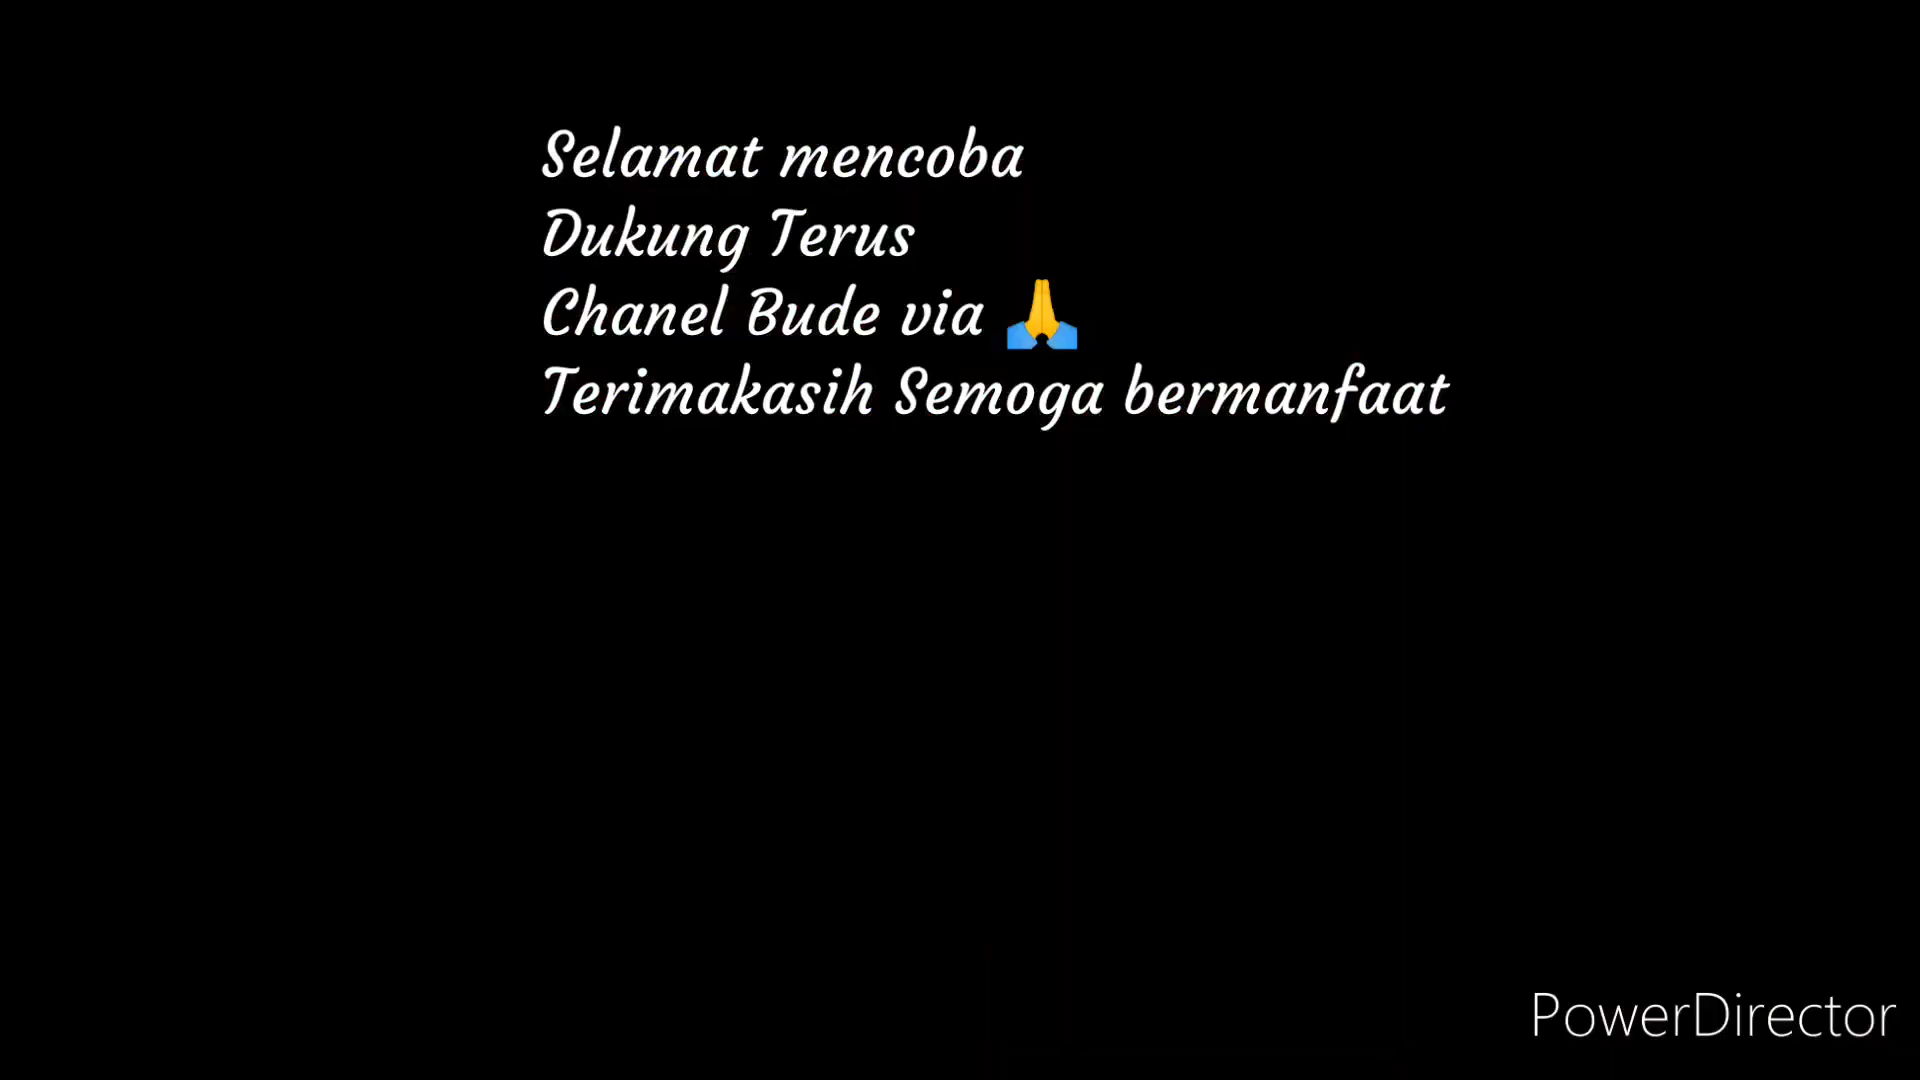 Selamat mencoba
Dukung Terus
Chanel Bude via 🙏
Terimakasih Semoga bermanfaat
PowerDirector